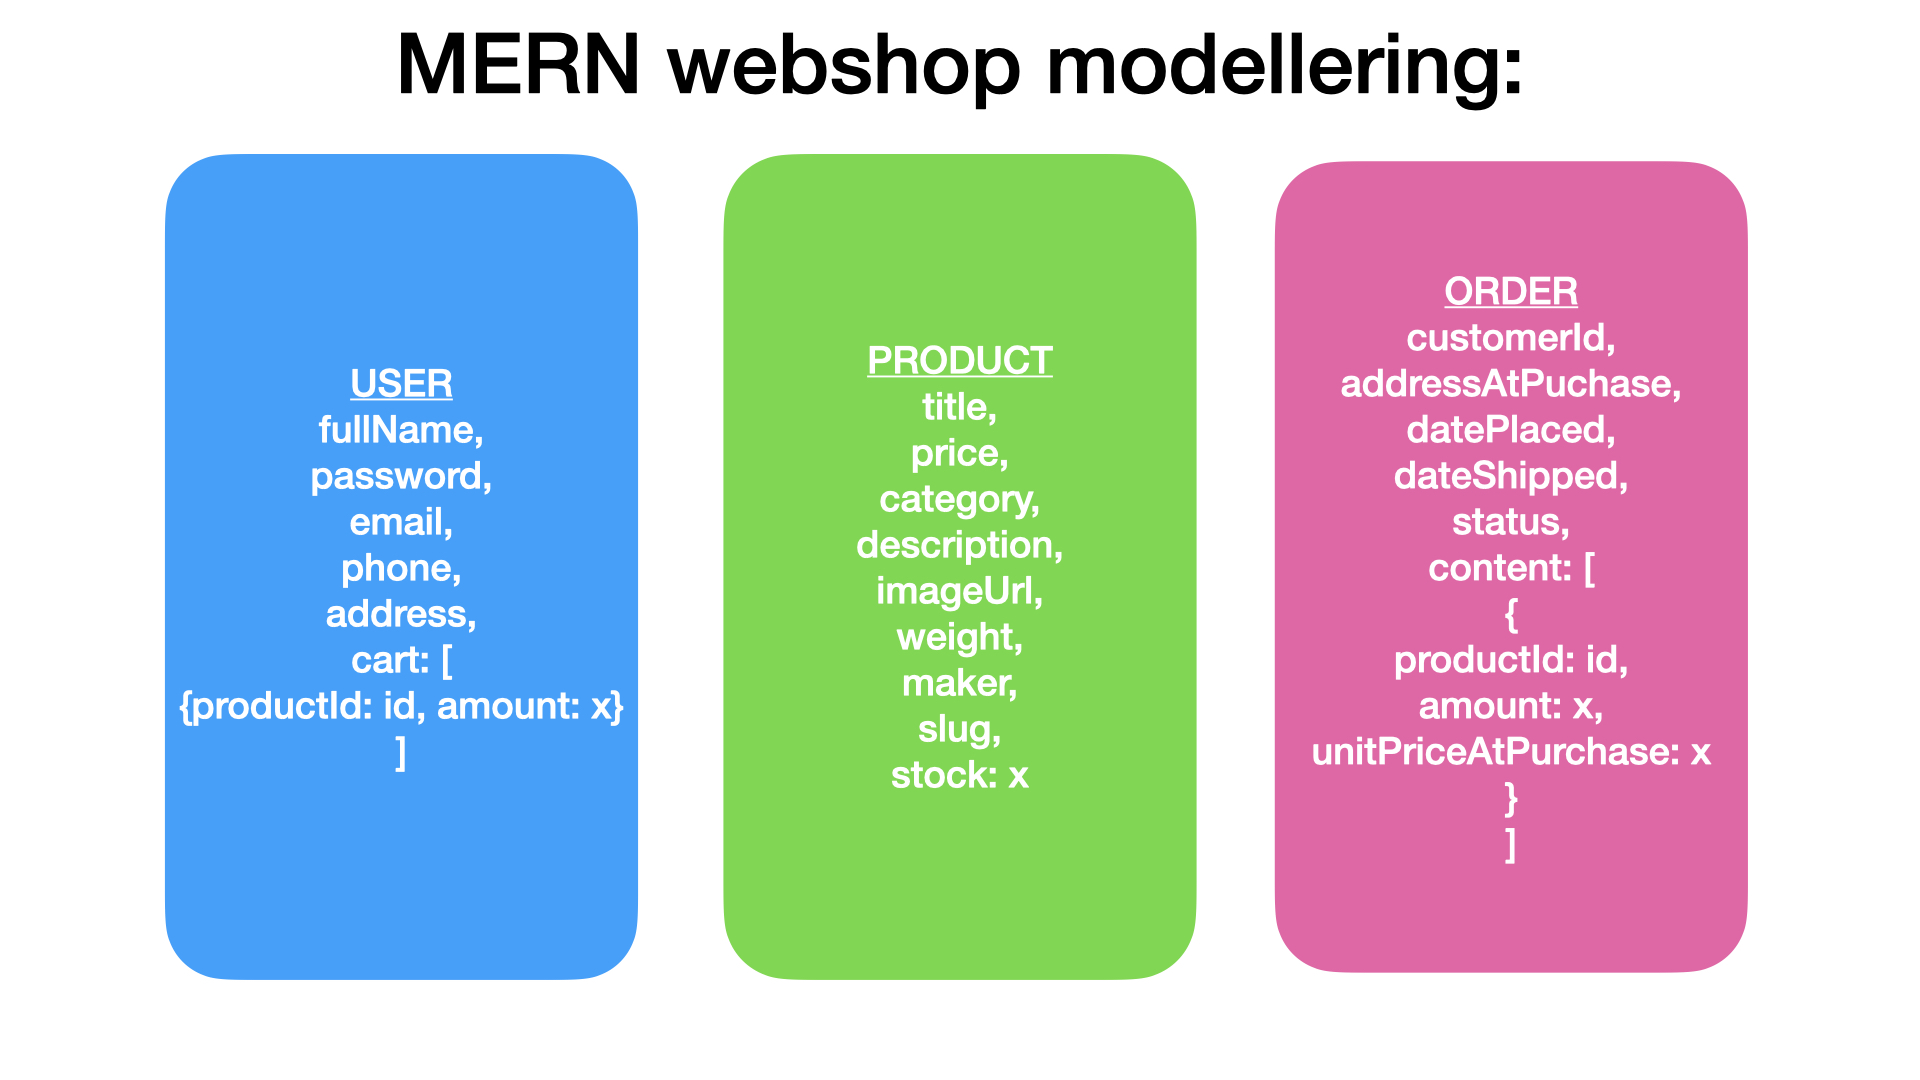 MERN webshop modellering:
USER
fullName,
password,
email,
phone,
address,
cart: [
{productId: id, amount: x}
]
PRODUCT
title,
price,
category,
description,
imageUrl,
weight,
maker,
slug,
stock: x
ORDER
customerId,
addressAtPuchase,
datePlaced,
dateShipped,
status,
content: [
{
productId: id,
amount: x,
unitPriceAtPurchase: x
}
]